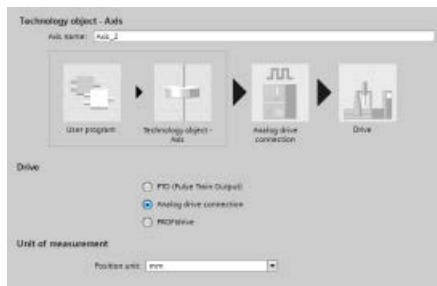 Technology object - Axis
Axis name: Axis_2
User program
Technology object - Axis
Analog drive connection
Drive
Drive
PTO (Pulse Train Output)
Analog drive connection
PROFIdrive
Unit of measurement
Position unit: mm